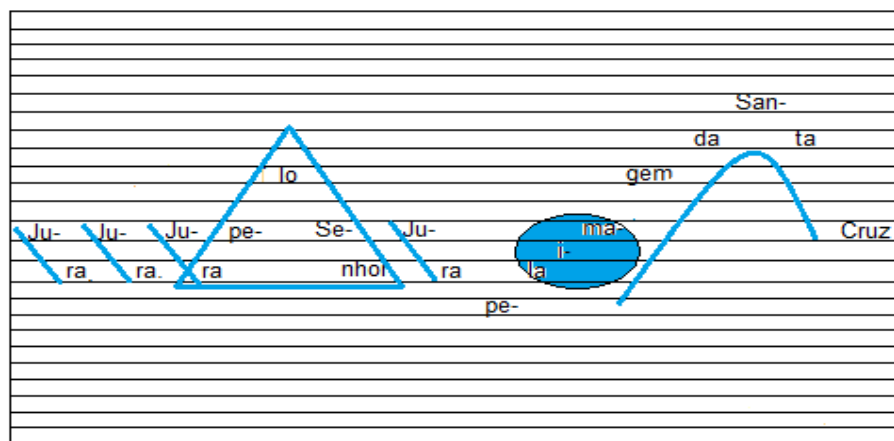 San-
da ta
lo gem
Ju- Ju- Ju- pe- Se- Ju- ma- Cruz
i-
ra. ra. ra nhor ra la
pe-